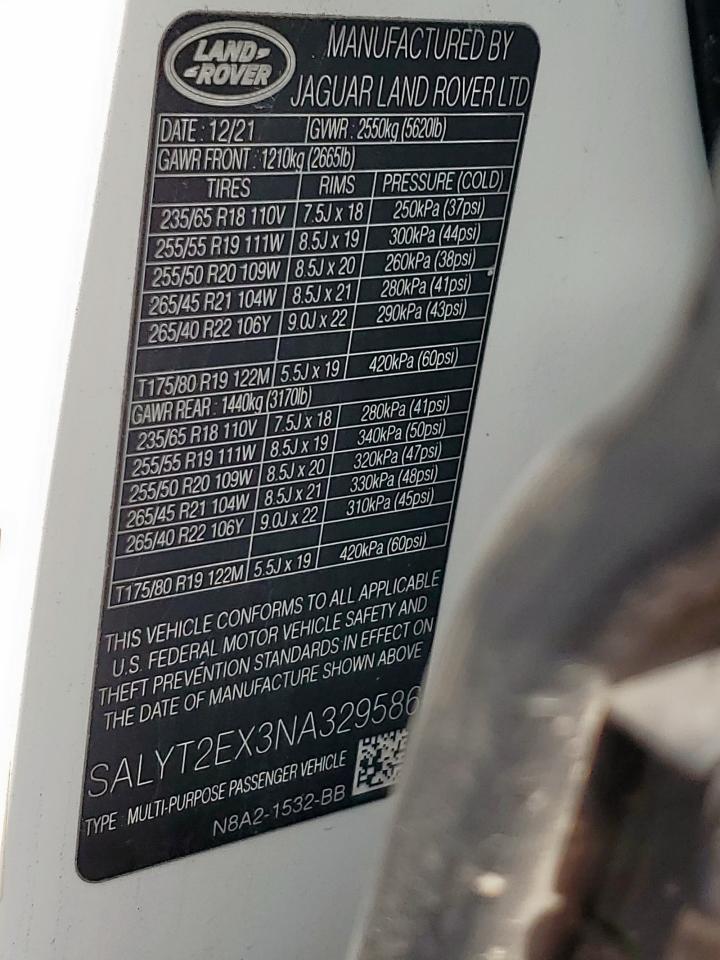 LAND-
-ROVER
MANUFACTURED BY
JAGUAR LAND ROVER LTD
DATE : 12/21 GVWR : 2550kg (5620lb)
GAWR FRONT : 1210kg (2665lb)
TIRES RIMS PRESSURE (COLD)
235/65 R18 110V 7.5J x 18 250kPa (37psi)
255/55 R19 111W 8.5J x 19 300kPa (44psi)
255/50 R20 109W 8.5J x 20 260kPa (38psi)
265/45 R21 104W 8.5J x 21 280kPa (41psi)
265/40 R22 106Y 9.0J x 22 290kPa (43psi)
T175/80 R19 122M 5.5J x 19 420kPa (60psi)
GAWR REAR : 1440kg (3170lb)
235/65 R18 110V 7.5J x 18 280kPa (41psi)
255/55 R19 111W 8.5J x 19 340kPa (50psi)
255/50 R20 109W 8.5J x 20 320kPa (47psi)
265/45 R21 104W 8.5J x 21 330kPa (48psi)
265/40 R22 106Y 9.0J x 22 310kPa (45psi)
T175/80 R19 122M 5.5J x 19 420kPa (60psi)
THIS VEHICLE CONFORMS TO ALL APPLICABLE
U.S. FEDERAL MOTOR VEHICLE SAFETY AND
THEFT PREVENTION STANDARDS IN EFFECT ON
THE DATE OF MANUFACTURE SHOWN ABOVE
SALYT2EX3NA329586
TYPE : MULTI-PURPOSE PASSENGER VEHICLE
N8A2-1532-BB